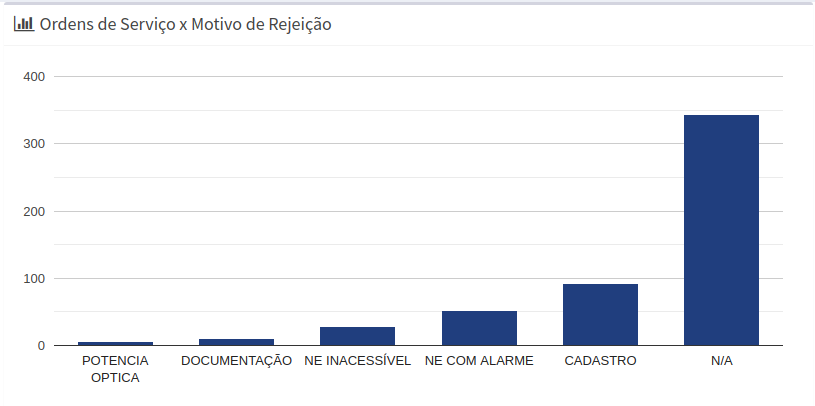 Ordens de Serviço x Motivo de Rejeição
400
300
200
100
0
POTENCIA
OPTICA
DOCUMENTAÇÃO
NE INACESSÍVEL
NE COM ALARME
CADASTRO
N/A